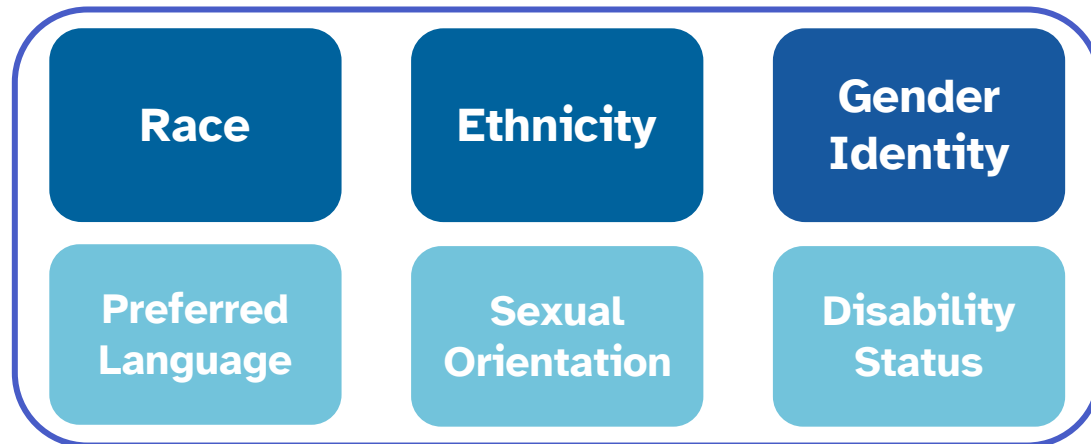 Race
Ethnicity
Gender
Identity
Preferred
Language
Sexual
Orientation
Disability
Status